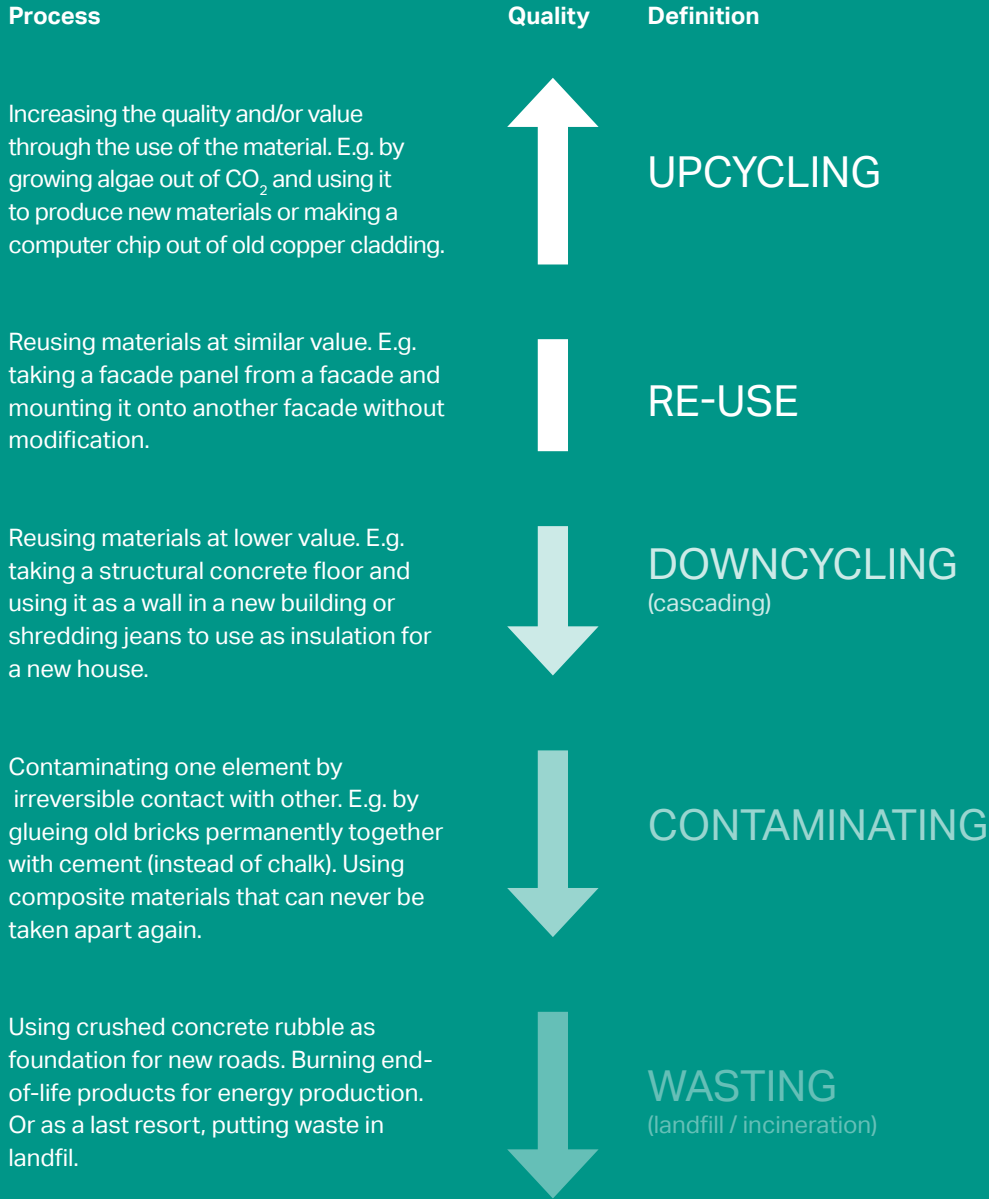 Process Quality Definition
Increasing the quality and/or value
through the use of the material. E.g. by
growing algae out of CO₂ and using it
to produce new materials or making a
computer chip out of old copper cladding.
UPCYCLING
Reusing materials at similar value. E.g.
taking a facade panel from a facade and
mounting it onto another facade without
modification.
RE-USE
Reusing materials at lower value. E.g.
taking a structural concrete floor and
using it as a wall in a new building or
shredding jeans to use as insulation for
a new house.
DOWNCYCLING
(cascading)
Contaminating one element by
irreversible contact with other. E.g. by
glueing old bricks permanently together
with cement (instead of chalk). Using
composite materials that can never be
taken apart again.
CONTAMINATING
Using crushed concrete rubble as
foundation for new roads. Burning end-
of-life products for energy production.
Or as a last resort, putting waste in
landfil.
WASTING
(landfill / incineration)